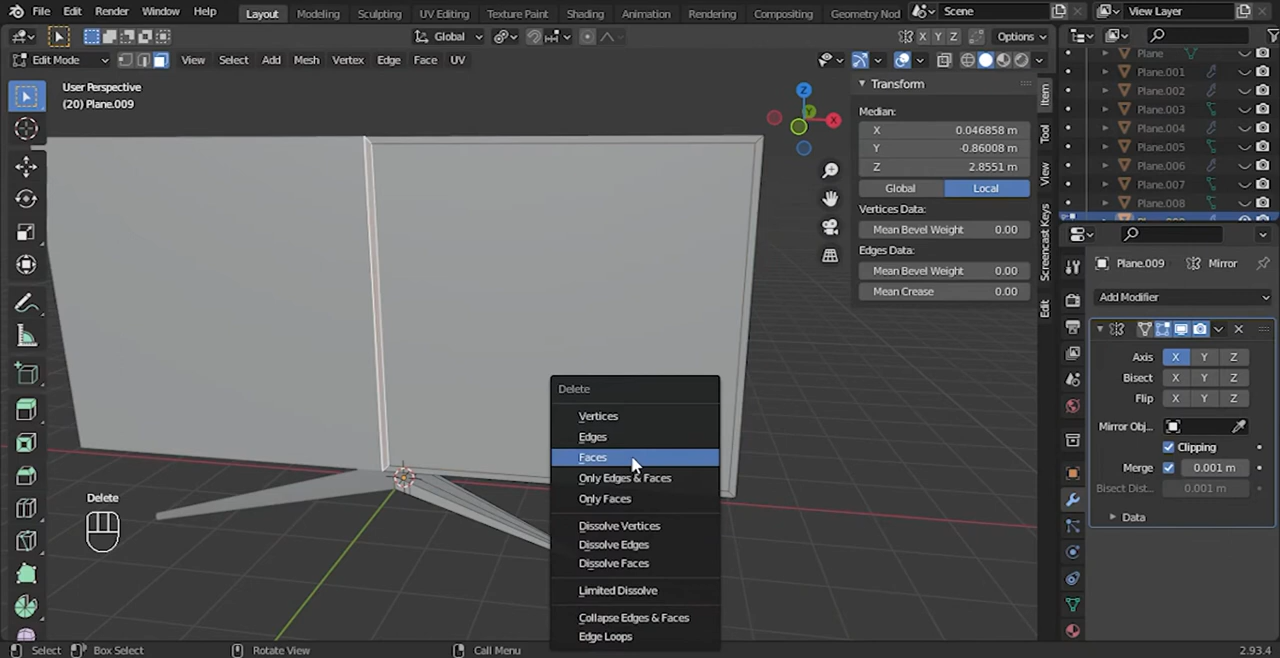 File Edit Render Window Help Layout Modeling Sculpting UV Editing Texture Paint Shading Animation Rendering Compositing Geometry Nod Scene View Layer
Global Options
Edit Mode View Select Add Mesh Vertex Edge Face UV
X Y Z
User Perspective
(20) Plane.009
Z
Y
X
Transform
Median:
X 0.046858 m
Y -0.86008 m
Z 2.8551 m
Global Local
Vertices Data:
Mean Bevel Weight 0.00
Edges Data:
Mean Bevel Weight 0.00
Mean Crease 0.00
Item
Tool
View
Screencast Keys
Edit
Plane
Plane.001
Plane.002
Plane.003
Plane.004
Plane.005
Plane.006
Plane.007
Plane.008
Plane.009 Mirror
Add Modifier
Axis X Y Z
Bisect X Y Z
Flip X Y Z
Mirror Obj...
Clipping
Merge 0.001 m
Bisect Dist... 0.001 m
Data
Delete
Vertices
Edges
Faces
Only Edges & Faces
Only Faces
Dissolve Vertices
Dissolve Edges
Dissolve Faces
Limited Dissolve
Collapse Edges & Faces
Edge Loops
Delete
Select Box Select Rotate View Call Menu 2.93.4